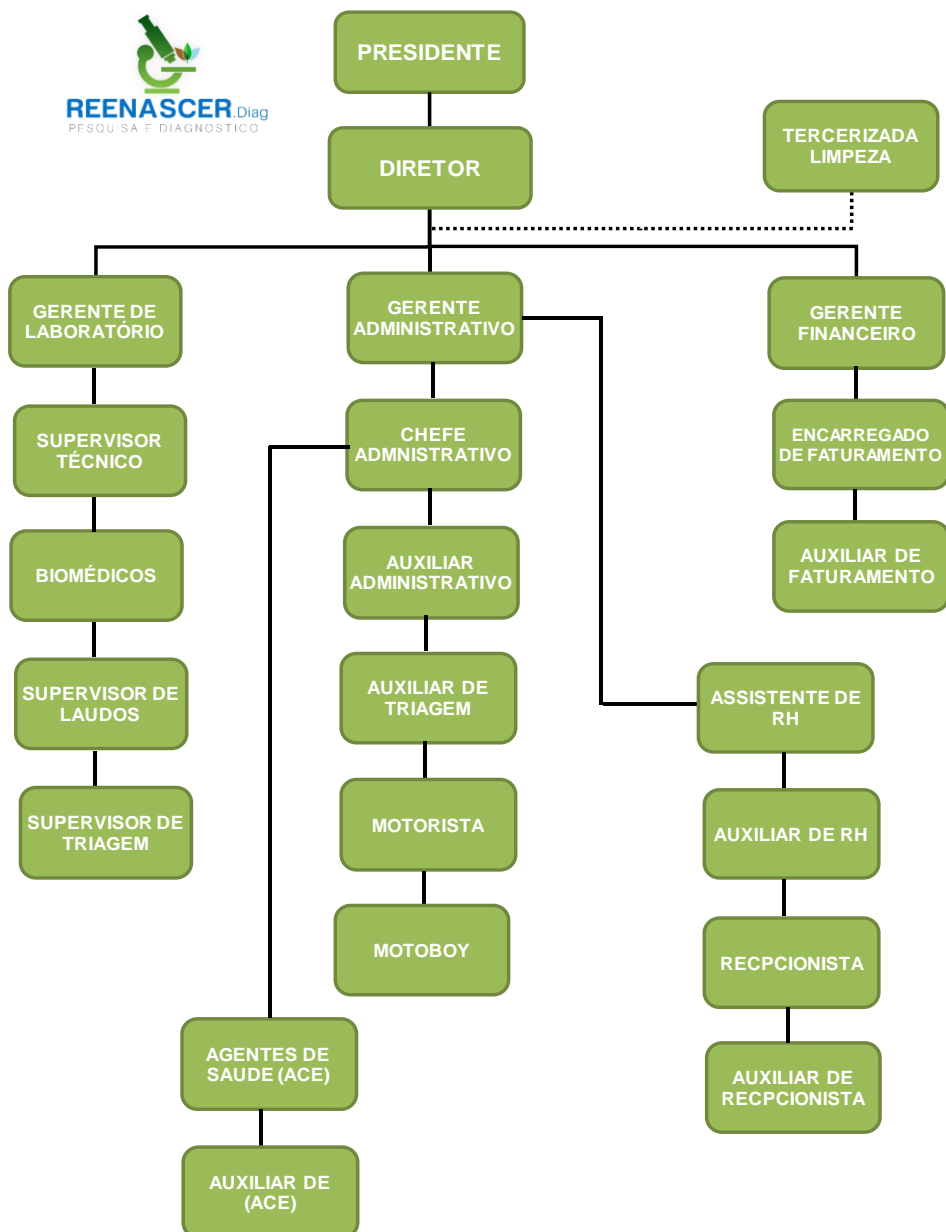 REENASCER.Diag
PESQUISA E DIAGNOSTICO
PRESIDENTE
DIRETOR
TERCERIZADA
LIMPEZA
GERENTE DE
LABORATÓRIO
GERENTE
ADMINISTRATIVO
GERENTE
FINANCEIRO
SUPERVISOR
TÉCNICO
CHEFE
ADMNISTRATIVO
ENCARREGADO
DE FATURAMENTO
BIOMÉDICOS
AUXILIAR
ADMINISTRATIVO
AUXILIAR DE
FATURAMENTO
SUPERVISOR DE
LAUDOS
AUXILIAR DE
TRIAGEM
ASSISTENTE DE
RH
SUPERVISOR DE
TRIAGEM
MOTORISTA
AUXILIAR DE RH
MOTOBOY
RECPCIONISTA
AGENTES DE
SAUDE (ACE)
AUXILIAR DE
RECPCIONISTA
AUXILIAR DE
(ACE)